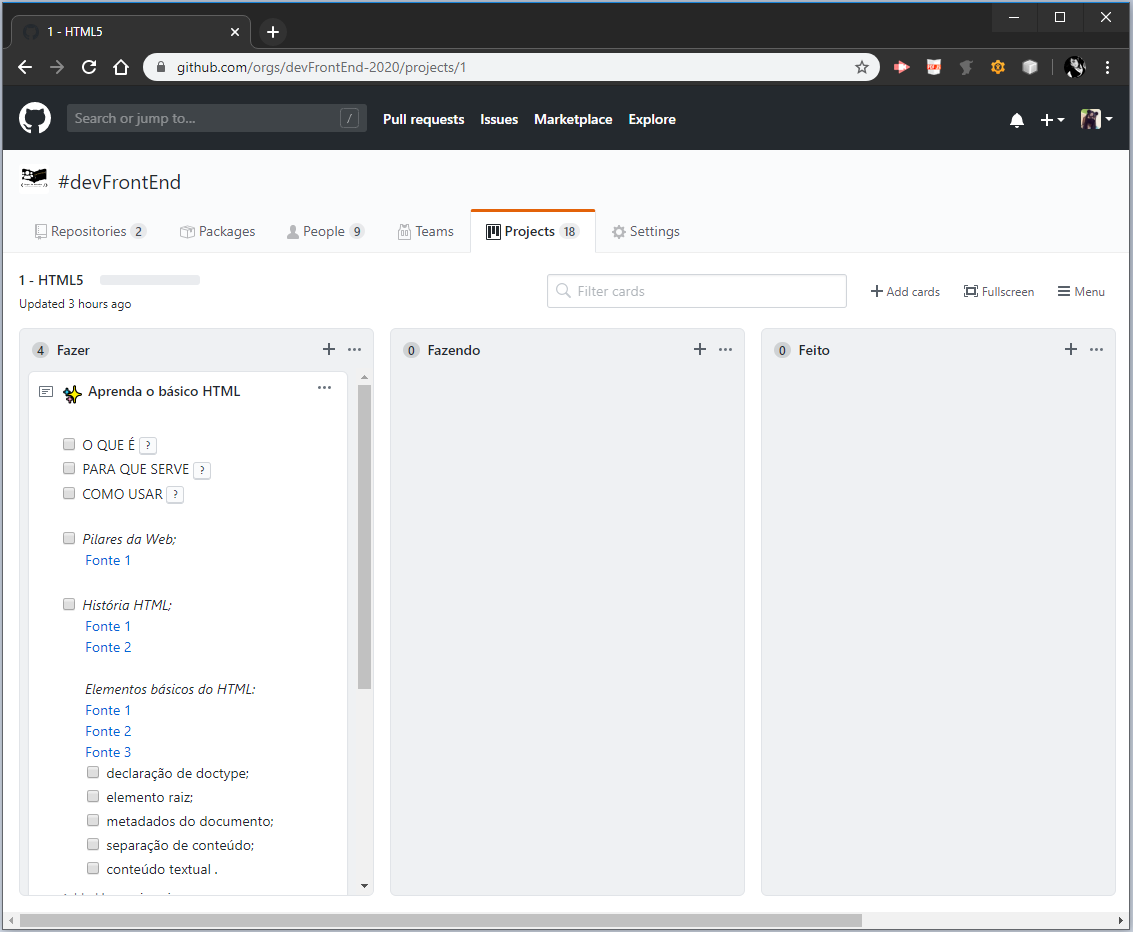 1 - HTML5
github.com/orgs/devFrontEnd-2020/projects/1
Search or jump to... /
Pull requests Issues Marketplace Explore
#devFrontEnd
Repositories 2 Packages People 9 Teams Projects 18 Settings
1 - HTML5
Updated 3 hours ago
Filter cards
Add cards Fullscreen Menu
4 Fazer
Aprenda o básico HTML
O QUE É ?
PARA QUE SERVE ?
COMO USAR ?
Pilares da Web;
Fonte 1
História HTML;
Fonte 1
Fonte 2
Elementos básicos do HTML:
Fonte 1
Fonte 2
Fonte 3
declaração de doctype;
elemento raiz;
metadados do documento;
separação de conteúdo;
conteúdo textual .
0 Fazendo
0 Feito